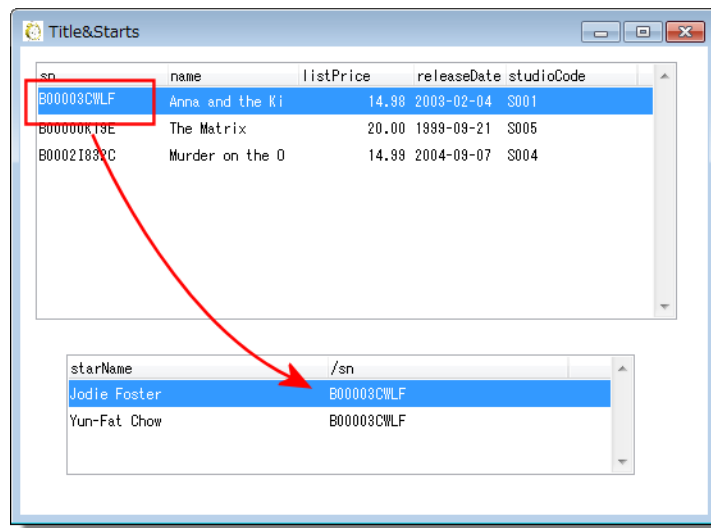 Title&Starts
sn name listPrice releaseDate studioCode
B00003CWLF Anna and the Ki 14.98 2003-02-04 S001
B00000K19E The Matrix 20.00 1999-09-21 S005
B0002I832C Murder on the O 14.99 2004-09-07 S004
starName /sn
Jodie Foster B00003CWLF
Yun-Fat Chow B00003CWLF